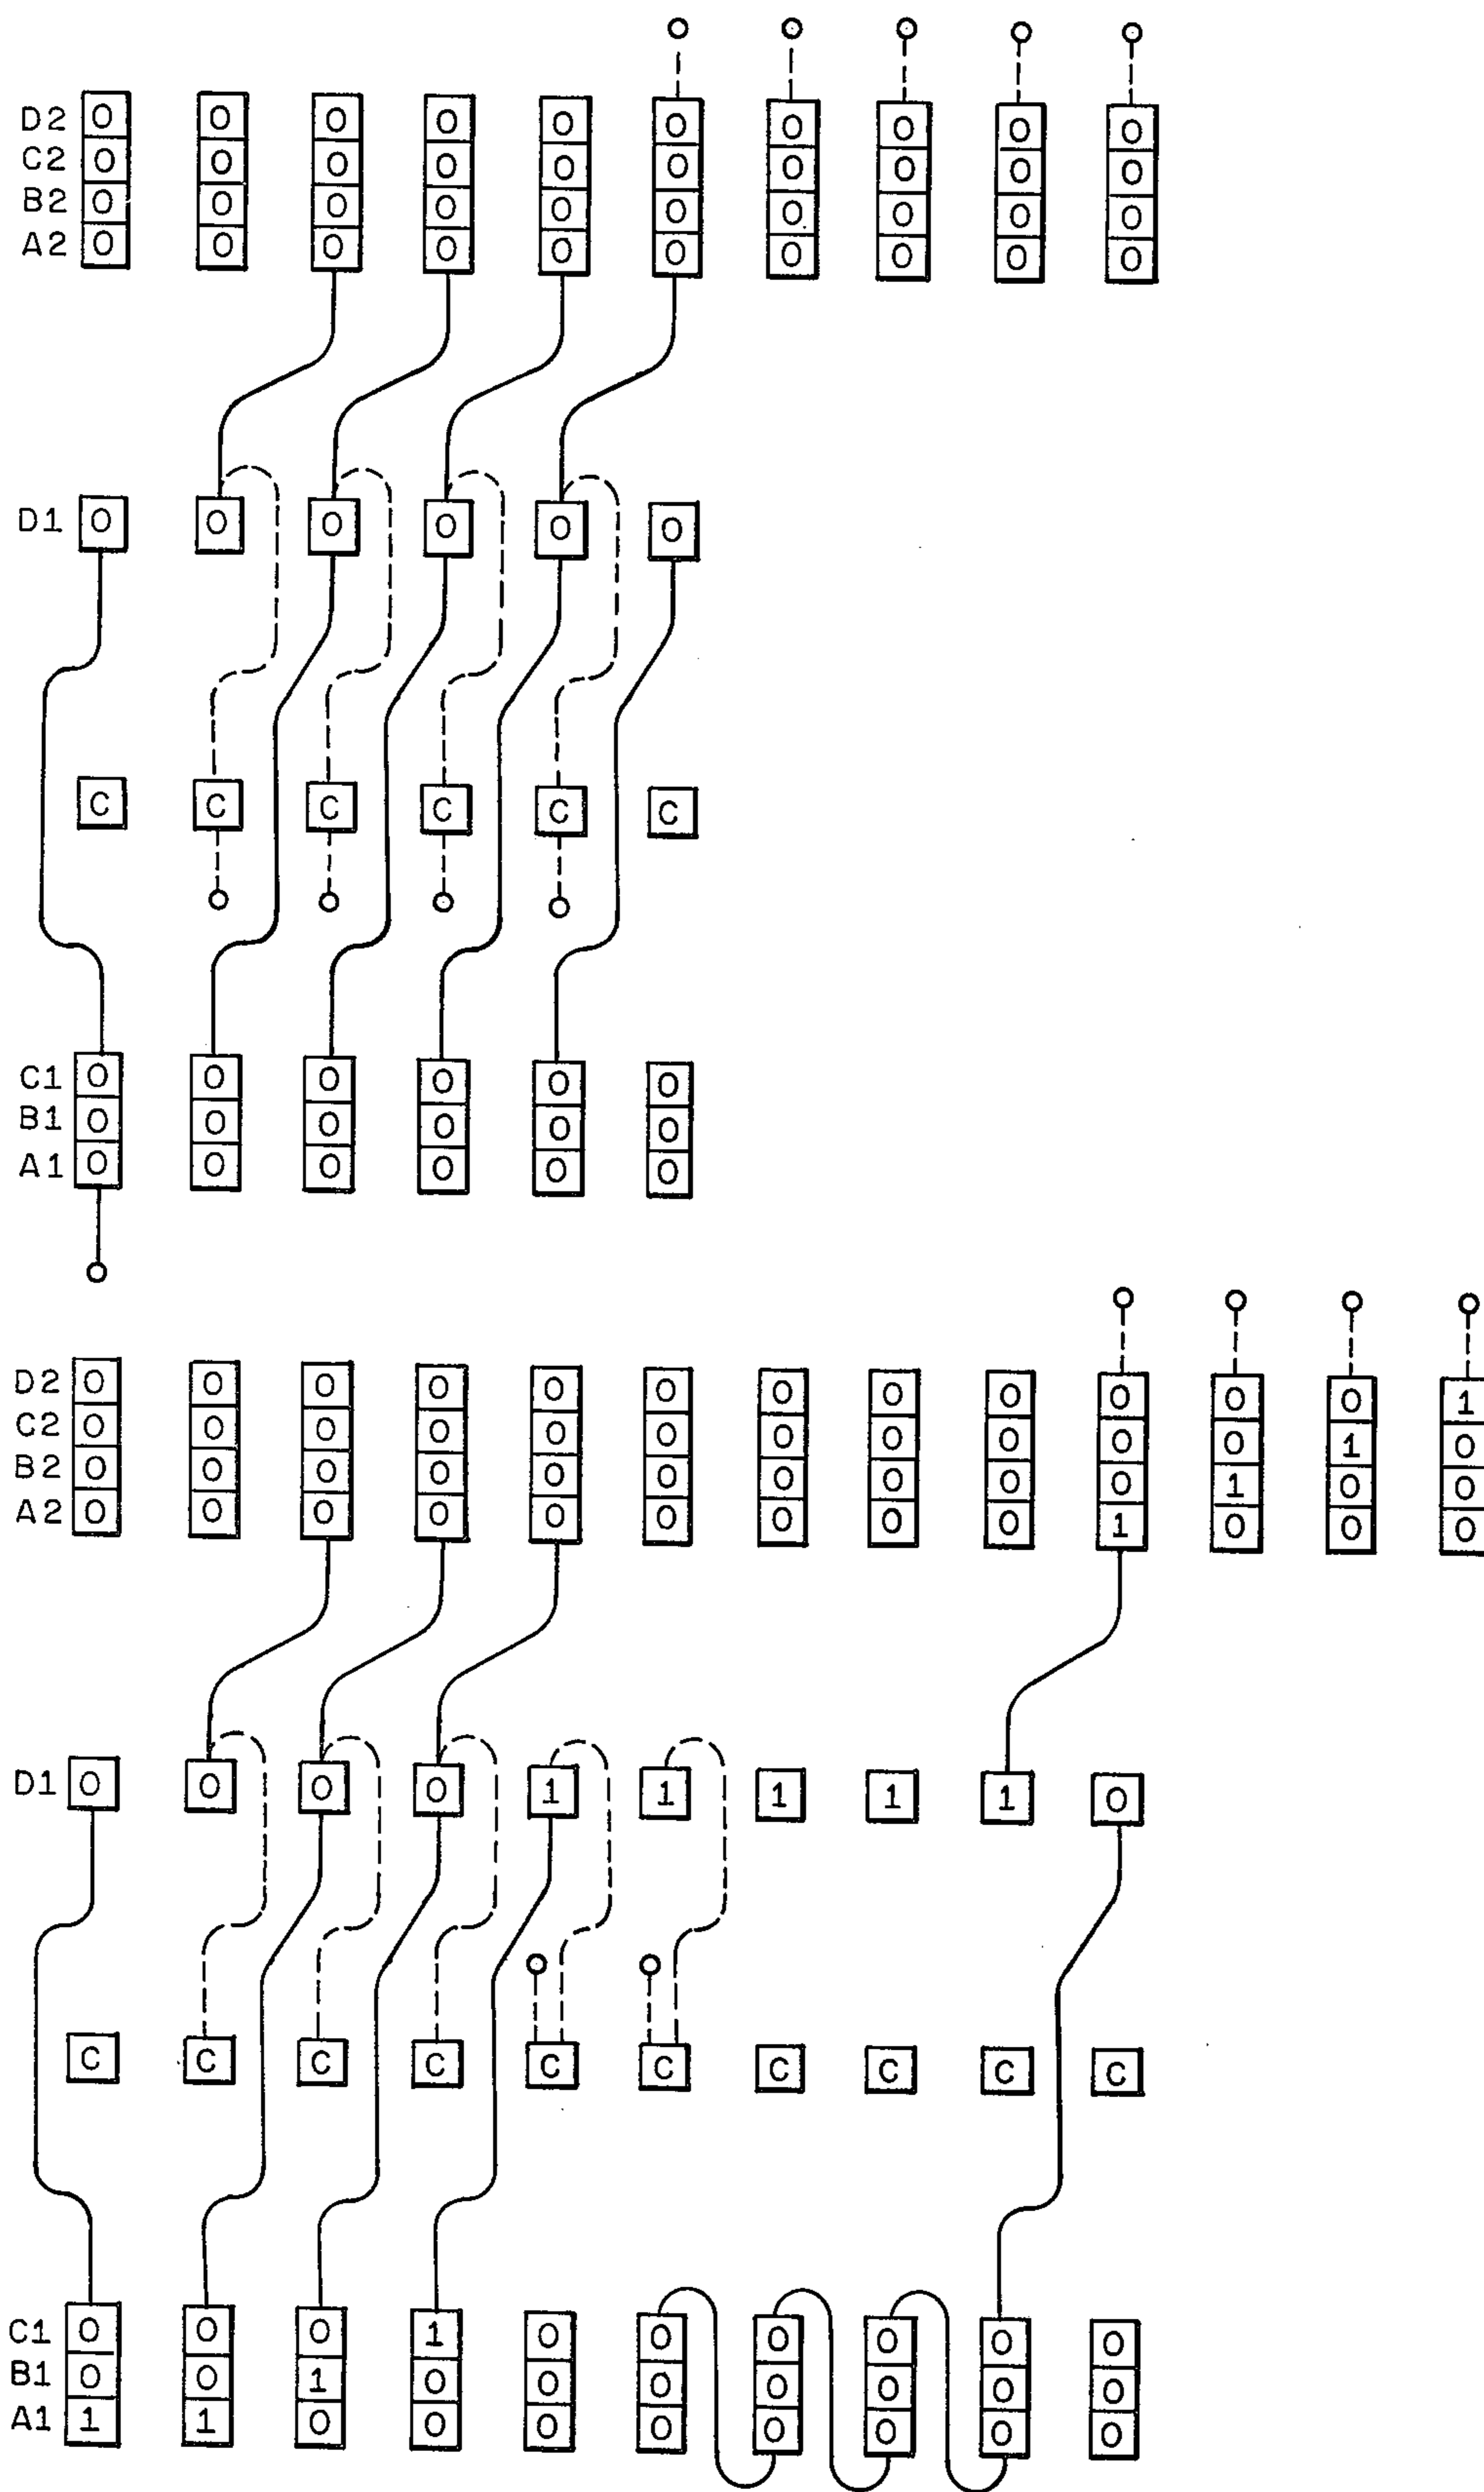 D2 0 0 0 0 0 0 0 0 0 0
C2 0 0 0 0 0 0 0 0 0 0
B2 0 0 0 0 0 0 0 0 0 0
A2 0 0 0 0 0 0 0 0 0 0
D1 0 0 0 0 0 0
C C C C C C
C1 0 0 0 0 0 0
B1 0 0 0 0 0 0
A1 0 0 0 0 0 0
D2 0 0 0 0 0 0 0 0 0 0 0 0 1
C2 0 0 0 0 0 0 0 0 0 0 0 1 0
B2 0 0 0 0 0 0 0 0 0 0 1 0 0
A2 0 0 0 0 0 0 0 0 0 1 0 0 0
D1 0 0 0 0 1 1 1 1 1 0
C C C C C C C C C C
C1 0 0 0 1 0 0 0 0 0 0
B1 0 0 1 0 0 0 0 0 0 0
A1 1 1 0 0 0 0 0 0 0 0